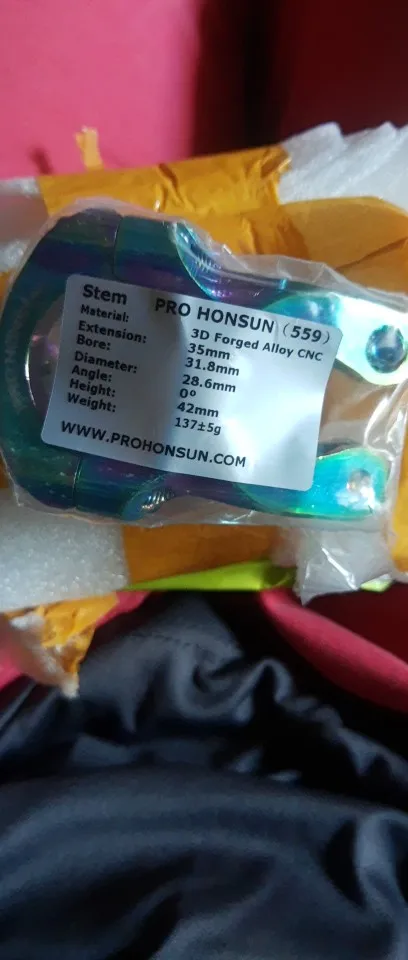 Stem PRO HONSUN（559）
Material: 3D Forged Alloy CNC
Extension: 35mm
Bore: 31.8mm
Diameter: 28.6mm
Angle: 0°
Height: 42mm
Weight: 137±5g
WWW.PROHONSUN.COM